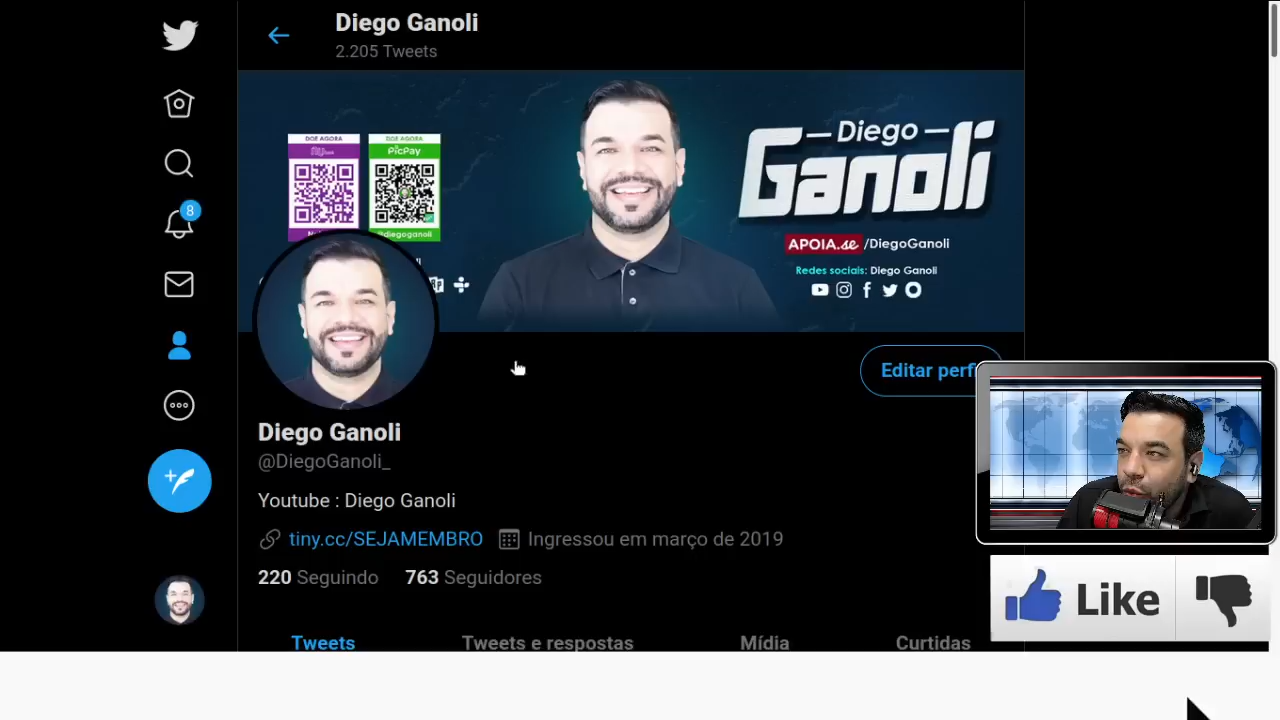 Diego Ganoli
2.205 Tweets
DOE AGORA
DOE AGORA
PicPay
@diegoganoli
— Diego —
Ganoli
APOIA.se /DiegoGanoli
Redes sociais: Diego Ganoli
8
Editar perfi
Diego Ganoli
@DiegoGanoli_
Youtube : Diego Ganoli
tiny.cc/SEJAMEMBRO Ingressou em março de 2019
220 Seguindo 763 Seguidores
Like
Tweets Tweets e respostas Mídia Curtidas